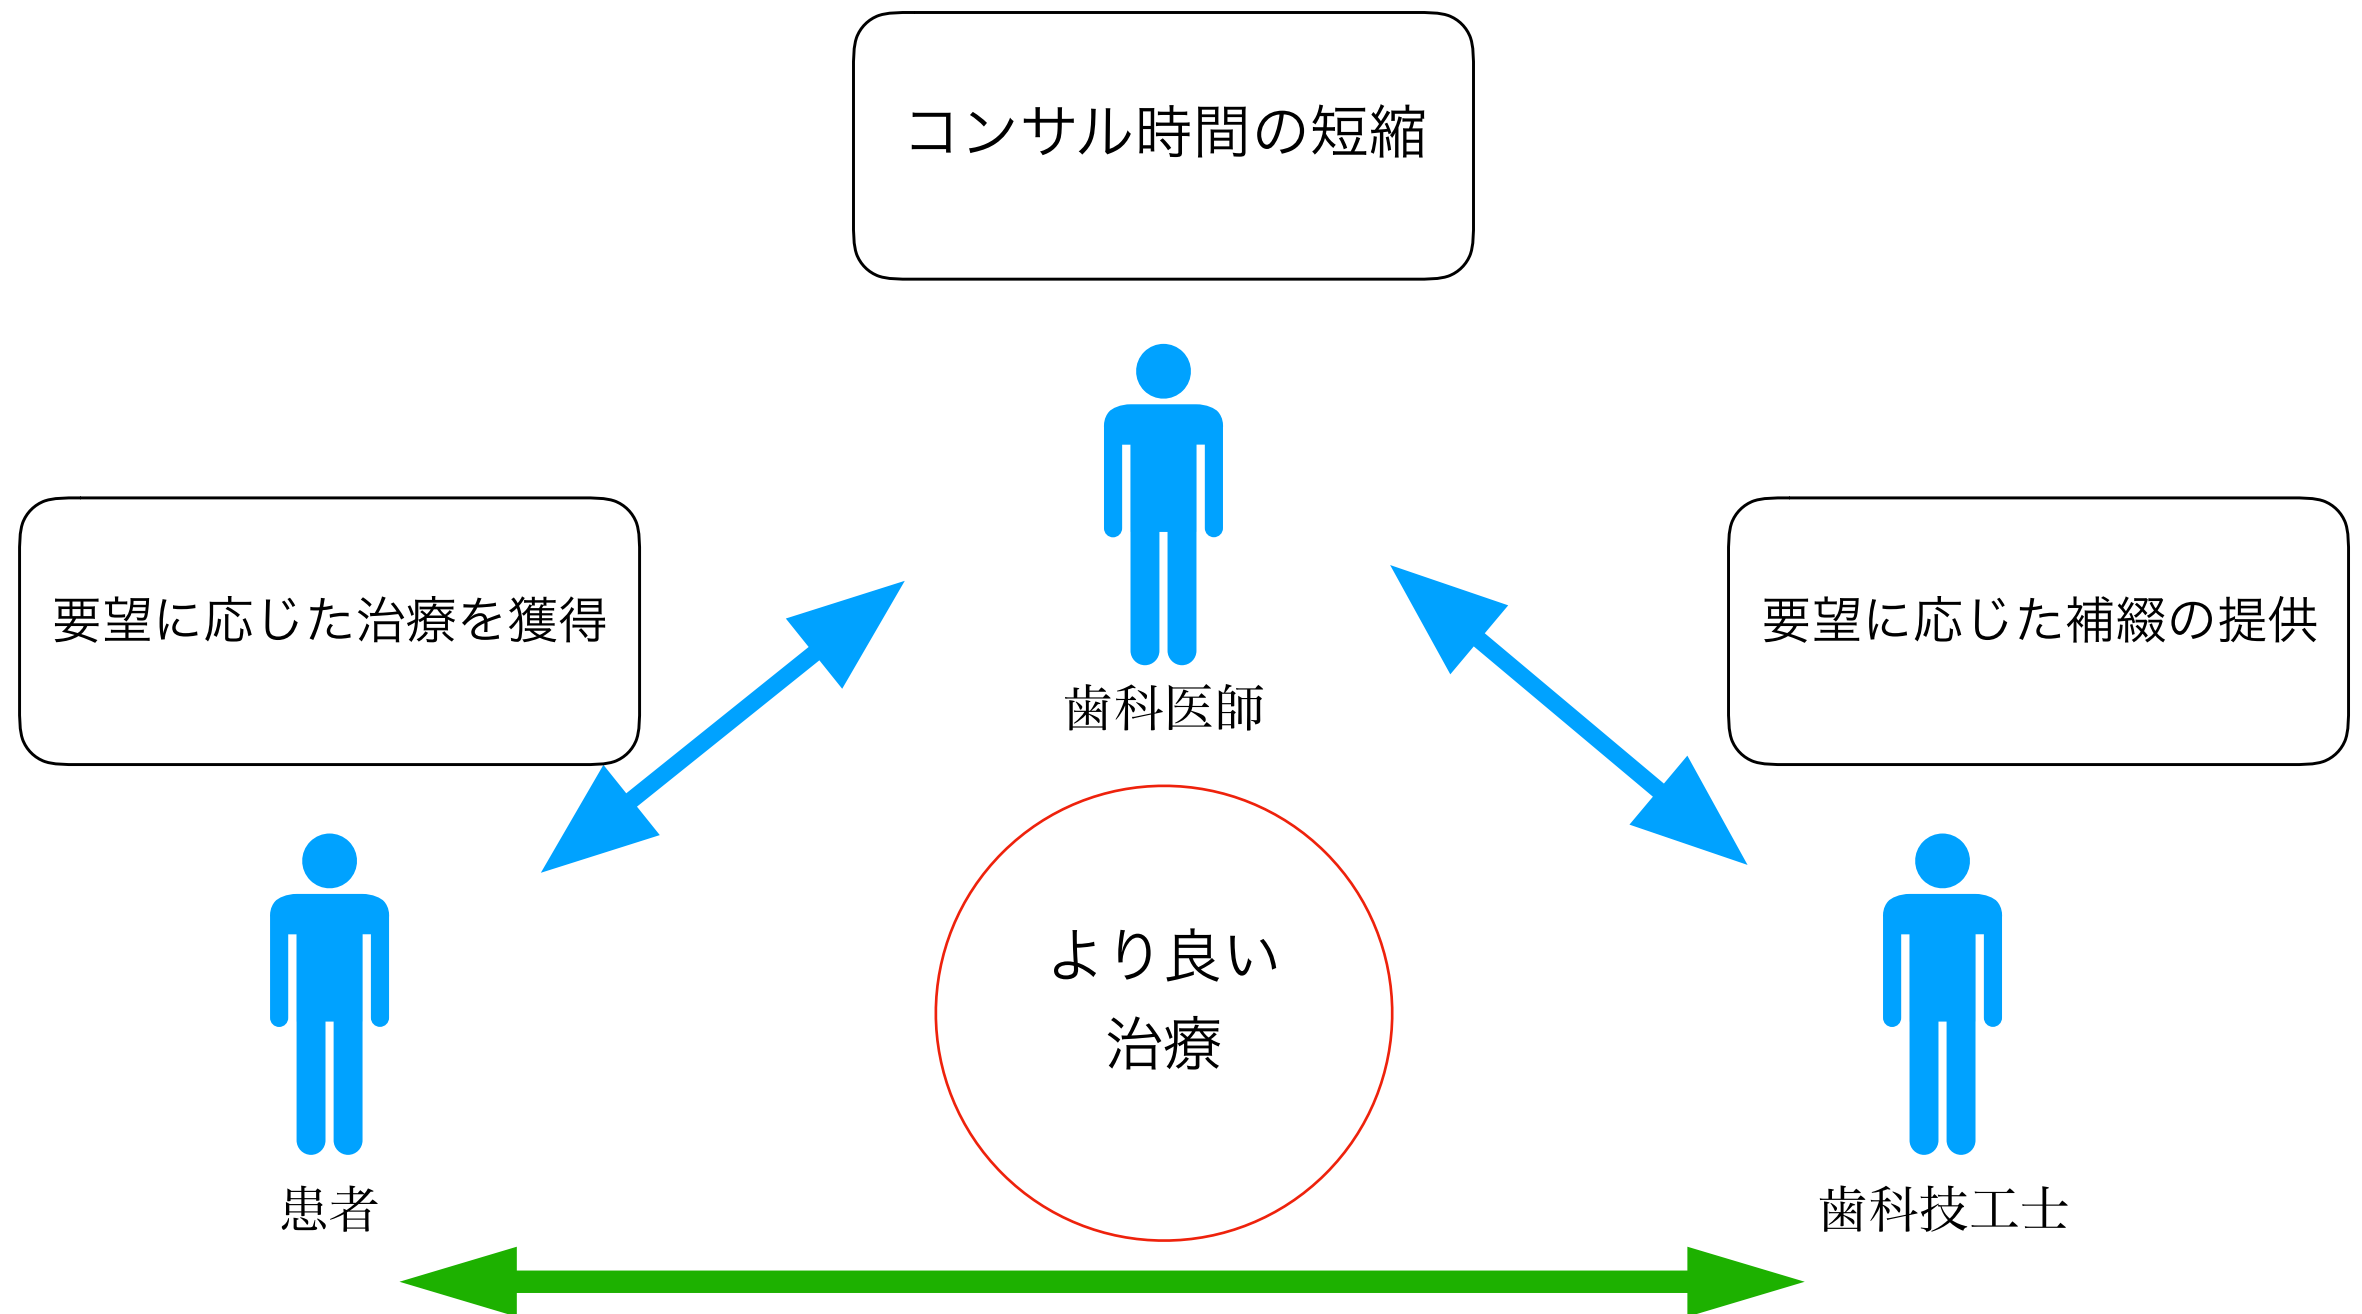 コンサル時間の短縮
要望に応じた治療を獲得
要望に応じた補綴の提供
歯科医師
より良い
治療
患者
歯科技工士